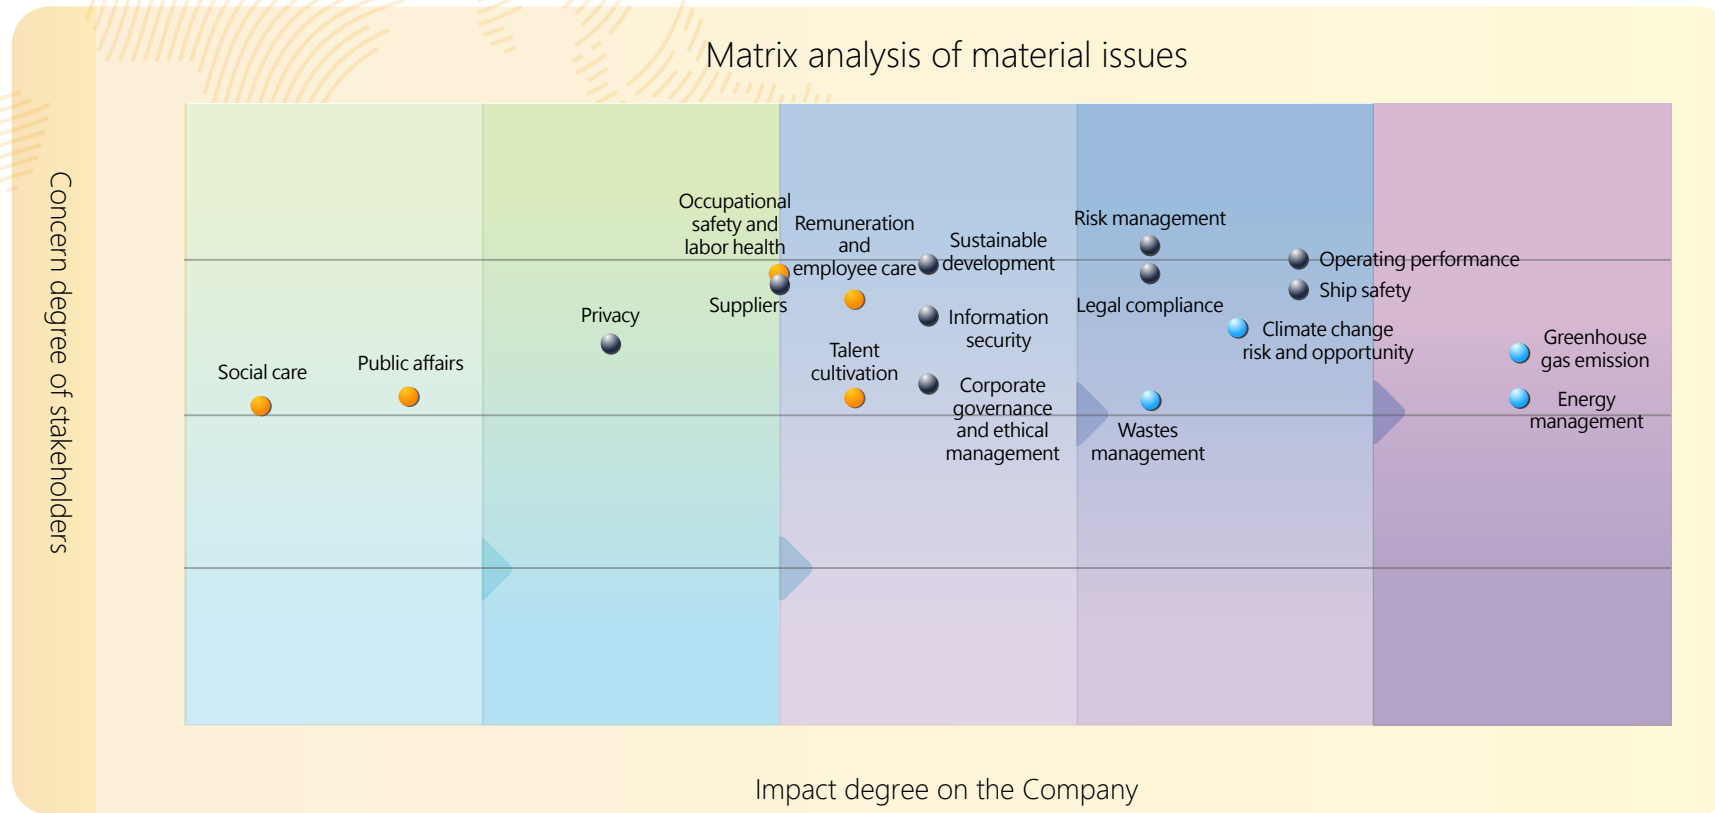 Matrix analysis of material issues
Concern degree of stakeholders
Occupational
safety and
labor health
Suppliers
Remuneration
and
employee care
Sustainable
development
Risk management
Legal compliance
Operating performance
Ship safety
Privacy
Information
security
Climate change
risk and opportunity
Greenhouse
gas emission
Social care
Public affairs
Talent
cultivation
Corporate
governance
and ethical
management
Wastes
management
Energy
management
Impact degree on the Company